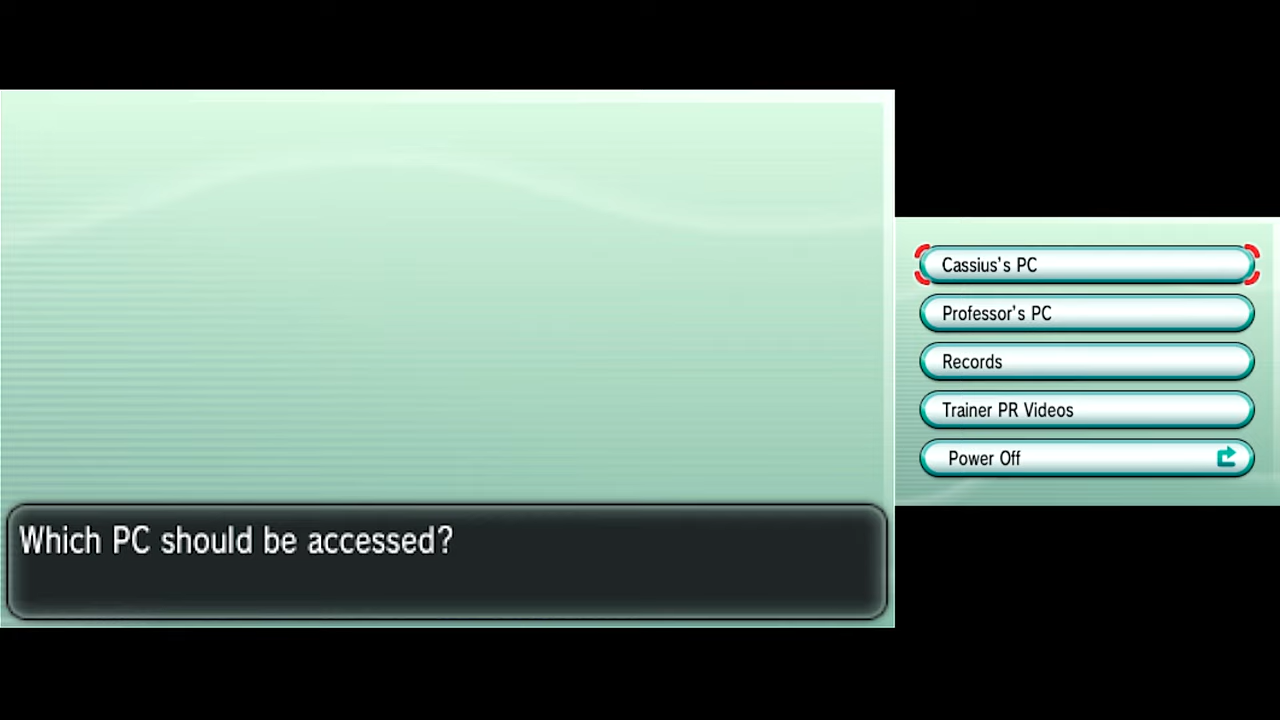 Which PC should be accessed?
Cassius's PC
Professor's PC
Records
Trainer PR Videos
Power Off